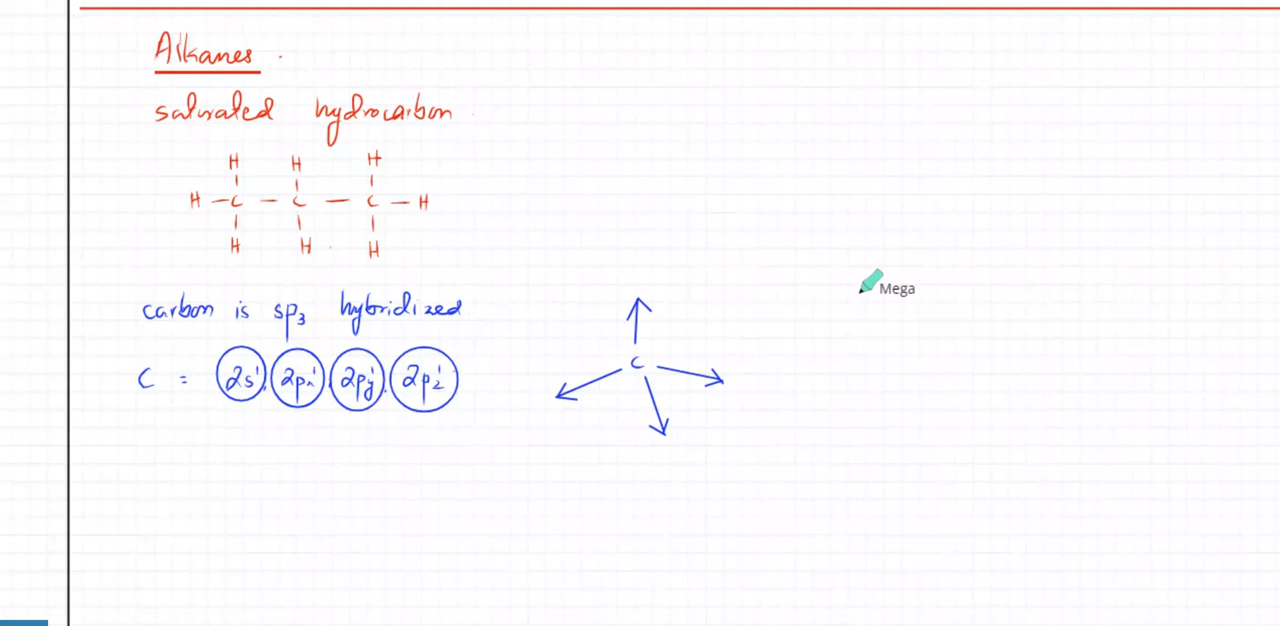 Alkanes
saturated hydrocarbon
H H H
H - C - C - C - H
H H H
carbon is sp3 hybridized
C = 2s¹, 2px¹, 2py¹, 2pz¹
C
Mega